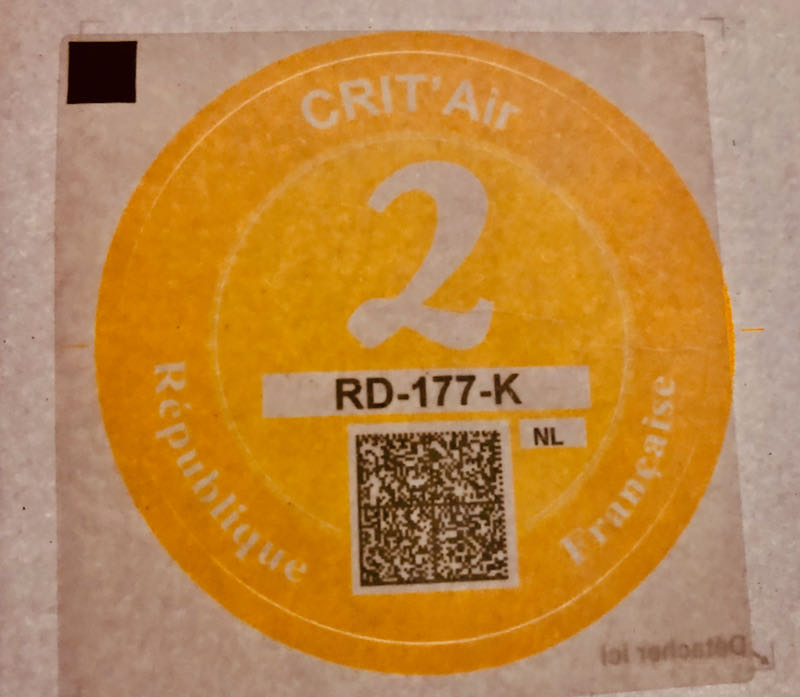 CRIT'Air
2
RD-177-K
NL
République Française
Détacher ici